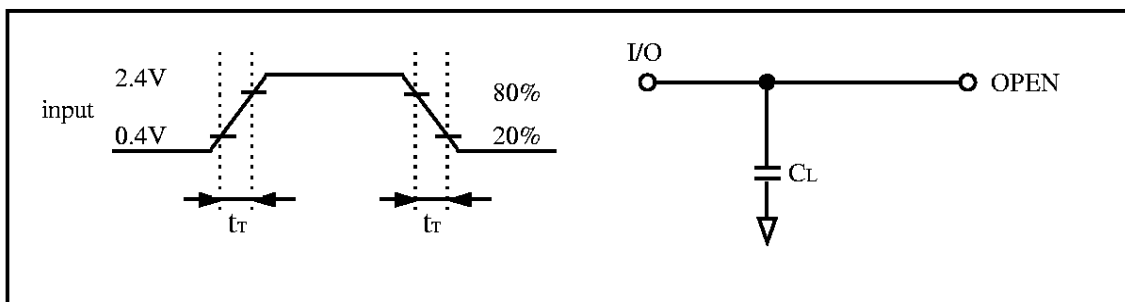 2.4V
input
0.4V
80%
20%
tT
tT
I/O
OPEN
CL